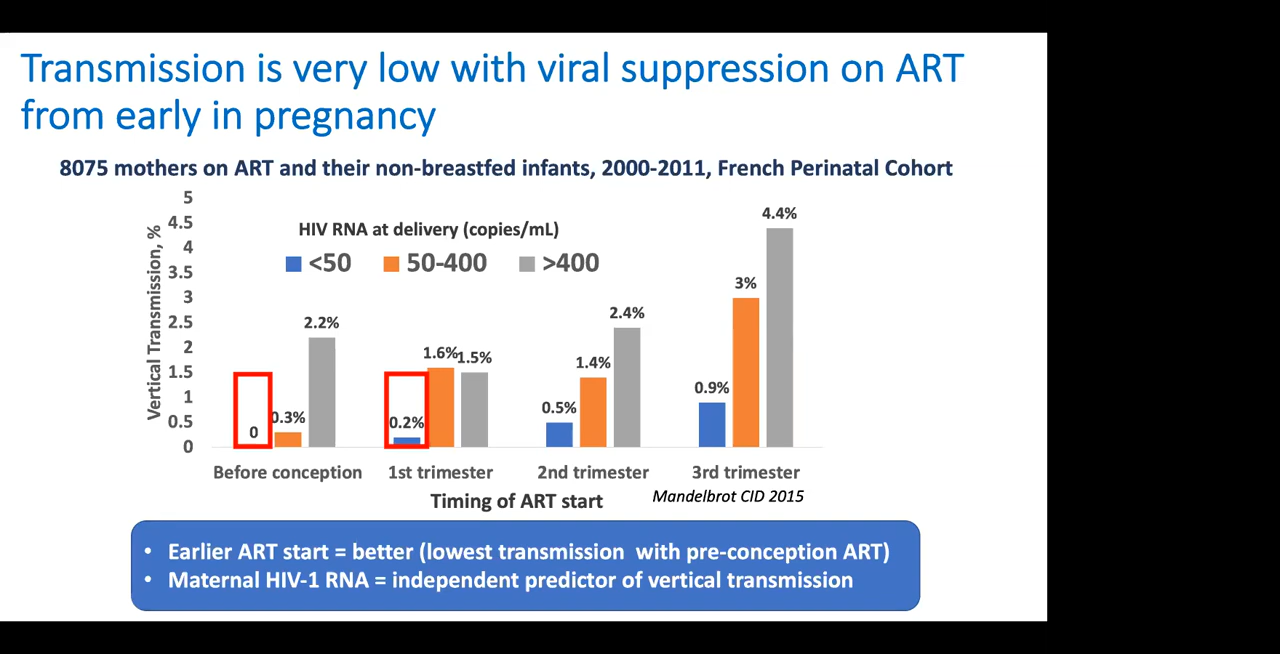 Transmission is very low with viral suppression on ART
from early in pregnancy
8075 mothers on ART and their non-breastfed infants, 2000-2011, French Perinatal Cohort
Vertical Transmission, %
5
4.5
4
3.5
3
2.5
2
1.5
1
0.5
0
HIV RNA at delivery (copies/mL)
<50 50-400 >400
0 0.3% 2.2%
0.2% 1.6% 1.5%
0.5% 1.4% 2.4%
0.9% 3% 4.4%
Before conception 1st trimester 2nd trimester 3rd trimester
Timing of ART start
Mandelbrot CID 2015
• Earlier ART start = better (lowest transmission with pre-conception ART)
• Maternal HIV-1 RNA = independent predictor of vertical transmission